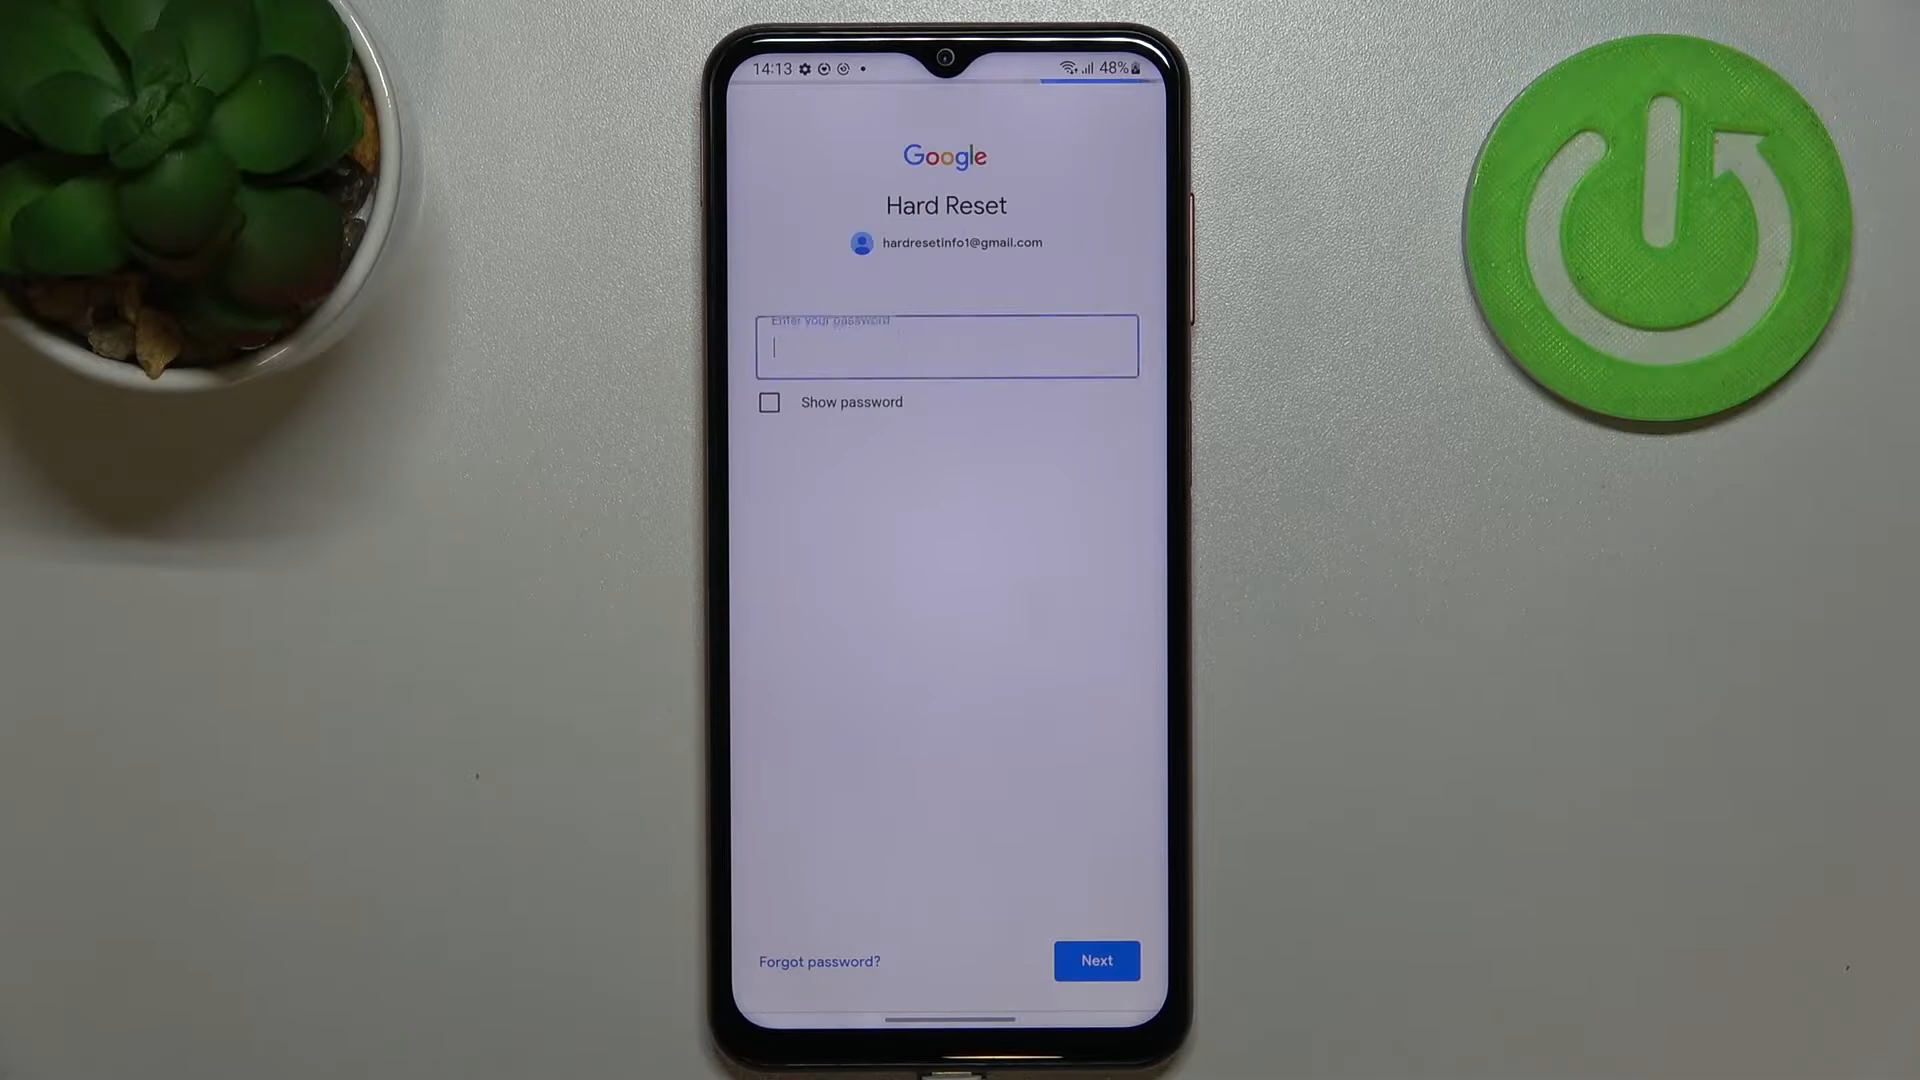 14:13
48%
Google
Hard Reset
hardresetinfo1@gmail.com
Enter your password
Show password
Forgot password?
Next